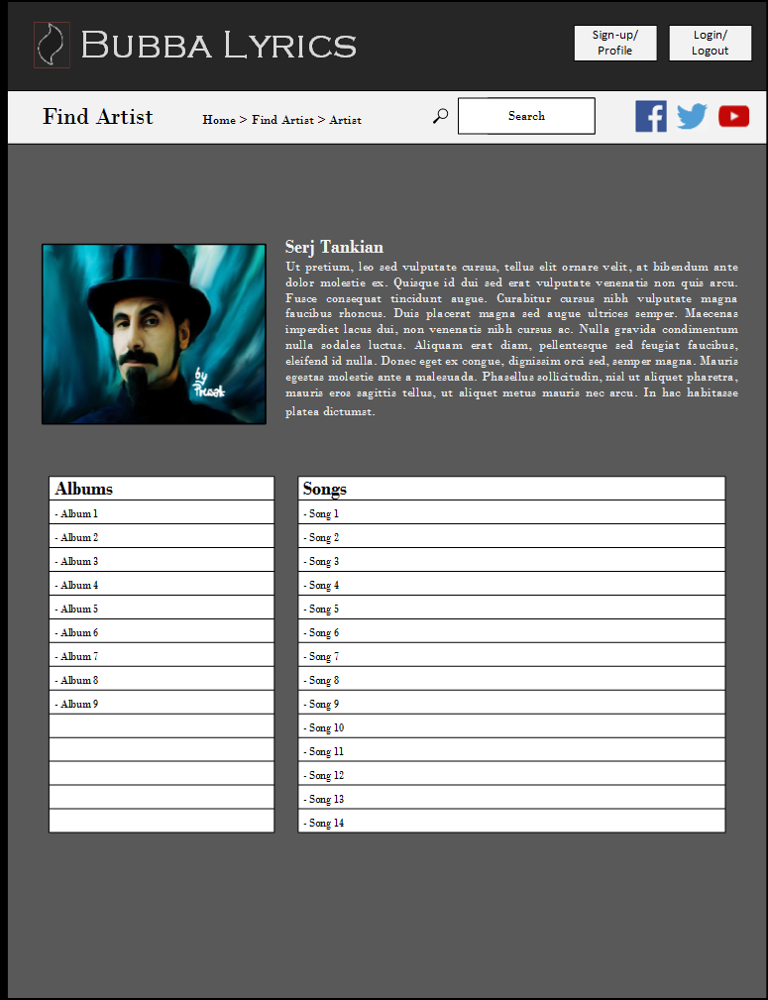 BUBBA LYRICS
Sign-up/
Profile
Login/
Logout
Find Artist
Home > Find Artist > Artist
Search
Serj Tankian
Ut pretium, leo sed vulputate cursus, tellus elit ornare velit, at bibendum ante
dolor molestie ex. Quisque id dui sed erat vulputate venenatis non quis arcu.
Fusce consequat tincidunt augue. Curabitur cursus nibh vulputate magna
faucibus rhoncus. Duis placerat magna sed augue ultrices semper. Maecenas
imperdiet lacus dui, non venenatis nibh cursus ac. Nulla gravida condimentum
nulla sodales luctus. Aliquam erat diam, pellentesque sed feugiat faucibus,
eleifend id nulla. Donec eget ex congue, dignissim orci sed, semper magna. Mauris
egestas molestie ante a malesuada. Phasellus sollicitudin, nisl ut aliquet pharetra,
mauris eros sagittis tellus, ut aliquet metus mauris nec arcu. In hac habitasse
platea dictumst.
by
Albums
- Album 1
- Album 2
- Album 3
- Album 4
- Album 5
- Album 6
- Album 7
- Album 8
- Album 9
Songs
- Song 1
- Song 2
- Song 3
- Song 4
- Song 5
- Song 6
- Song 7
- Song 8
- Song 9
- Song 10
- Song 11
- Song 12
- Song 13
- Song 14